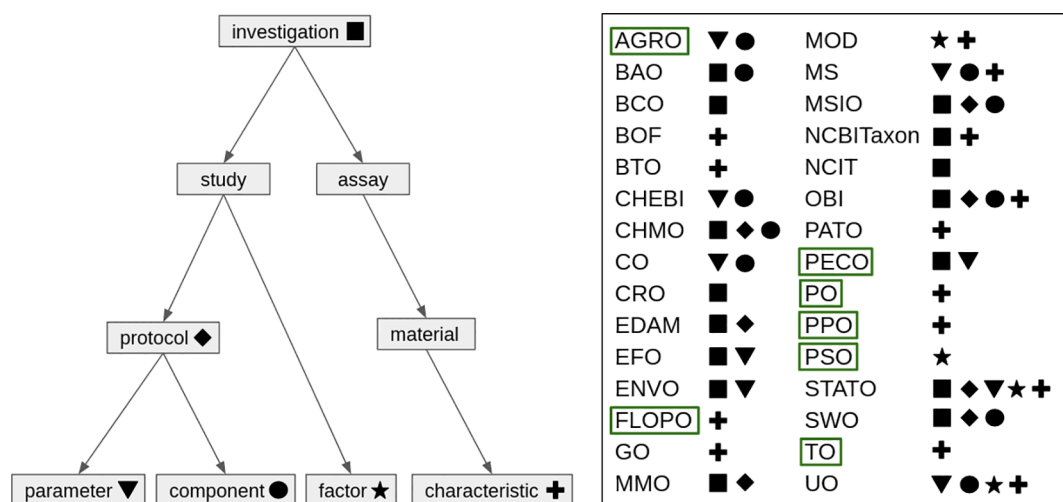 investigation
study
assay
protocol
material
parameter
component
factor
characteristic
AGRO
BAO
BCO
BOF
BTO
CHEBI
CHMO
CO
CRO
EDAM
EFO
ENVO
FLOPO
GO
MMO
MOD
MS
MSIO
NCBITaxon
NCIT
OBI
PATO
PECO
PO
PPO
PSO
STATO
SWO
TO
UO